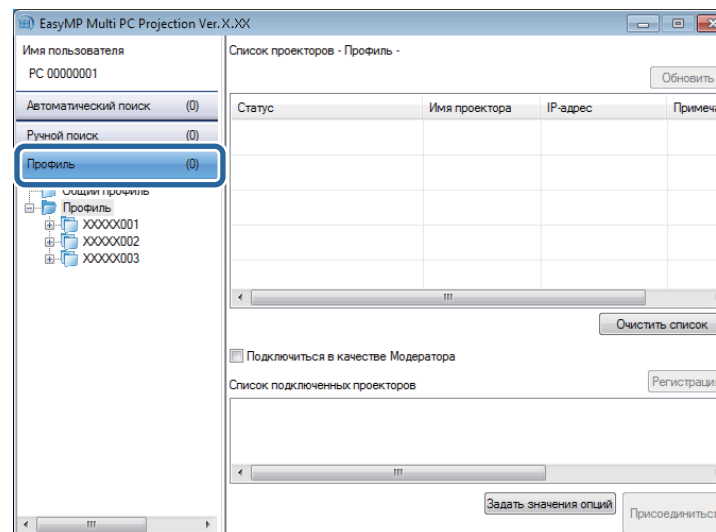 EasyMP Multi PC Projection Ver.X.XX
Имя пользователя
PC 00000001
Автоматический поиск (0)
Ручной поиск (0)
Профиль (0)
Общий профиль
Профиль
XXXXX001
XXXXX002
XXXXX003
Список проекторов - Профиль -
Обновить
Статус Имя проектора IP-адрес Примеча
Очистить список
Подключиться в качестве Модератора
Список подключенных проекторов
Регистрация
Задать значения опций
Присоединиться